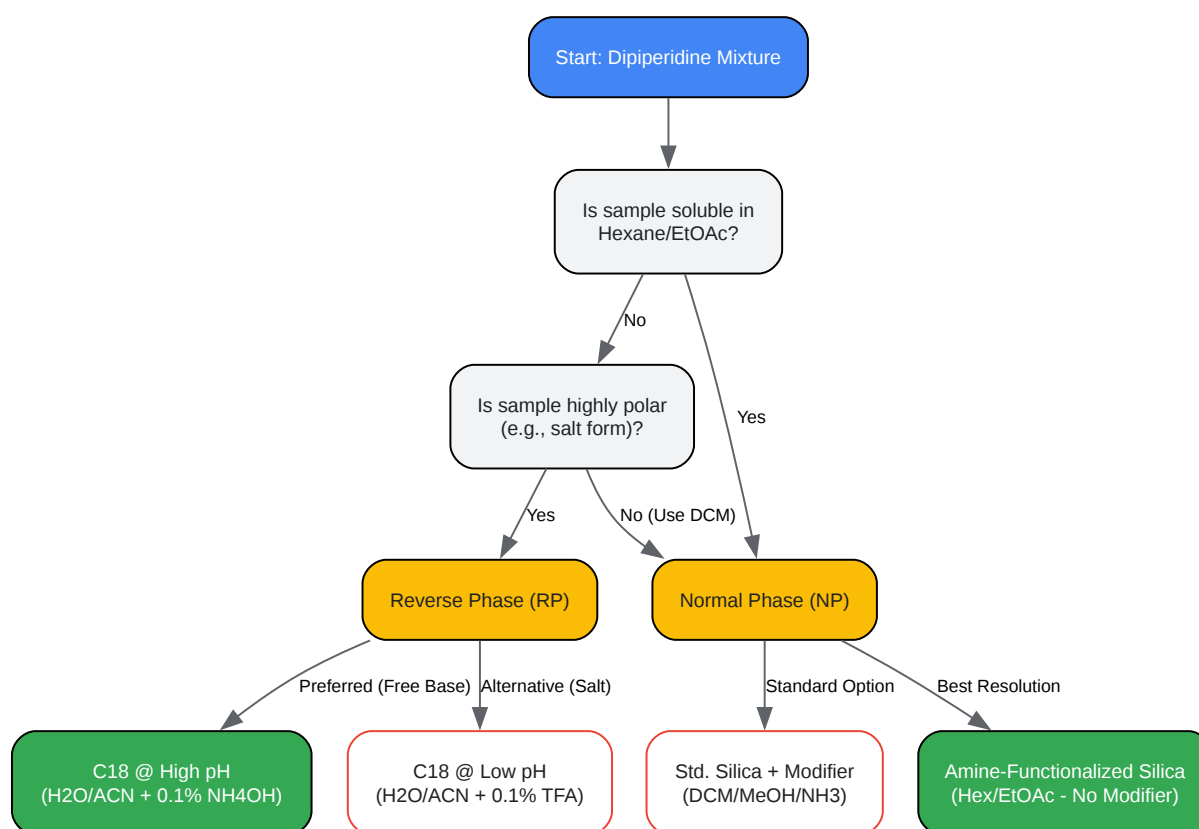 Start: Dipiperidine Mixture
Is sample soluble in
Hexane/EtOAc?
No
Yes
Is sample highly polar
(e.g., salt form)?
Yes
No (Use DCM)
Reverse Phase (RP)
Normal Phase (NP)
Preferred (Free Base)
Alternative (Salt)
Standard Option
Best Resolution
C18 @ High pH
(H2O/ACN + 0.1% NH4OH)
C18 @ Low pH
(H2O/ACN + 0.1% TFA)
Std. Silica + Modifier
(DCM/MeOH/NH3)
Amine-Functionalized Silica
(Hex/EtOAc - No Modifier)